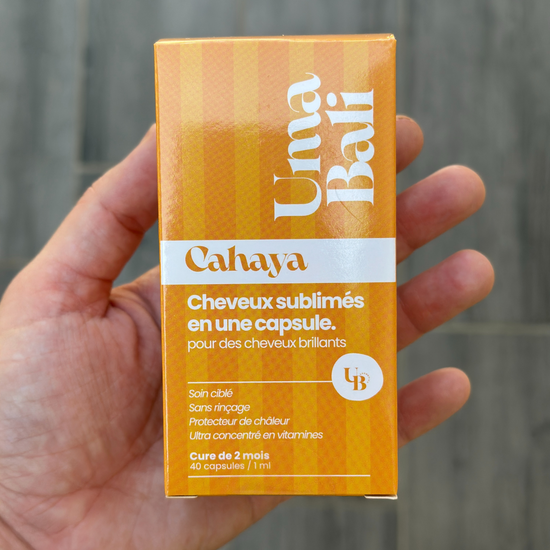 Uma
Bali
Cahaya
Cheveux sublimés
en une capsule.
pour des cheveux brillants
UB
Soin ciblé
Sans rinçage
Protecteur de châleur
Ultra concentré en vitamines
Cure de 2 mois
40 capsules / 1 ml